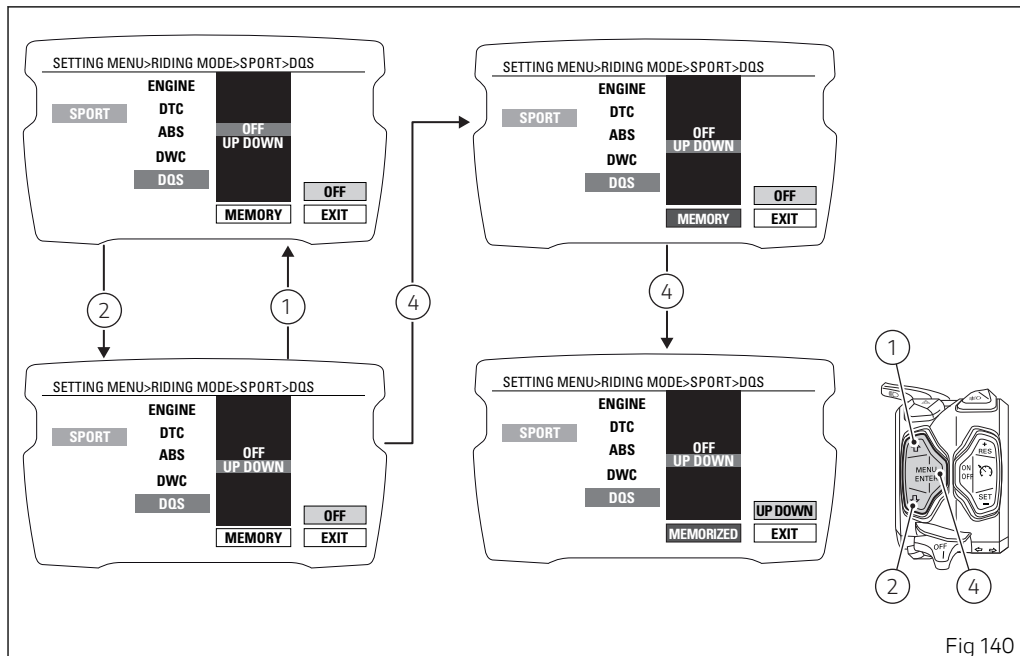 SETTING MENU>RIDING MODE>SPORT>DQS
SPORT
ENGINE
DTC
ABS
DWC
DQS
OFF
UP DOWN
MEMORY
OFF
EXIT
2
1
SETTING MENU>RIDING MODE>SPORT>DQS
SPORT
ENGINE
DTC
ABS
DWC
DQS
OFF
UP DOWN
MEMORY
OFF
EXIT
4
SETTING MENU>RIDING MODE>SPORT>DQS
SPORT
ENGINE
DTC
ABS
DWC
DQS
OFF
UP DOWN
MEMORY
OFF
EXIT
4
SETTING MENU>RIDING MODE>SPORT>DQS
SPORT
ENGINE
DTC
ABS
DWC
DQS
OFF
UP DOWN
MEMORIZED
UP DOWN
EXIT
1
MENU
ENTER
ON
OFF
+
RES
SET
-
OFF
2
4
Fig 140